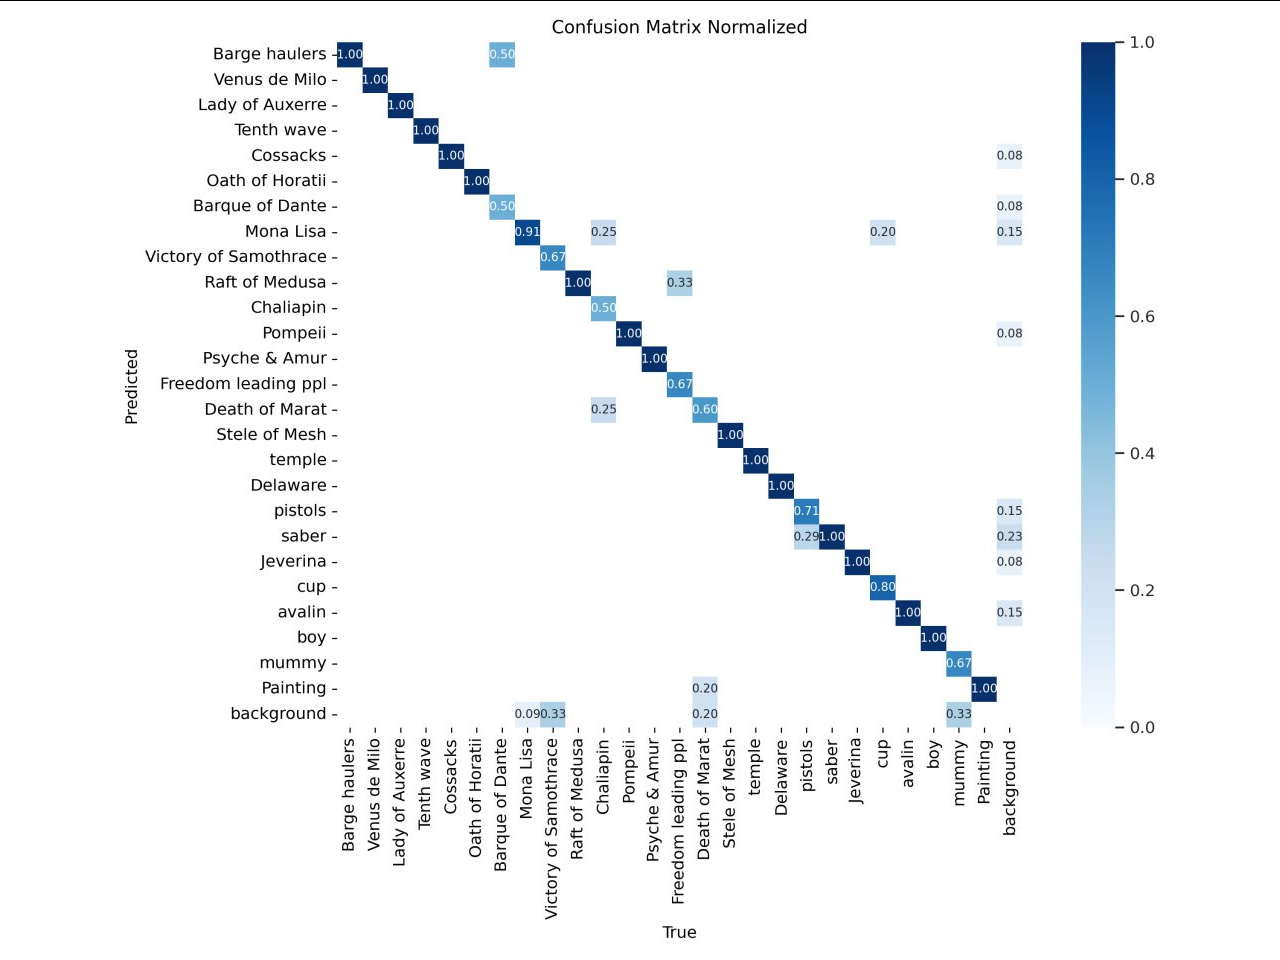 Confusion Matrix Normalized
Barge haulers 1.00 0.50
Venus de Milo 1.00
Lady of Auxerre 1.00
Tenth wave 1.00
Cossacks 1.00 0.08
Oath of Horatii 1.00
Barque of Dante 0.50 0.08
Mona Lisa 0.91 0.25 0.20 0.15
Victory of Samothrace 0.67
Raft of Medusa 1.00 0.33
Chaliapin 0.50
Pompeii 1.00 0.08
Psyche & Amur 1.00
Freedom leading ppl 0.67
Death of Marat 0.25 0.60
Stele of Mesh 1.00
temple 1.00
Delaware 1.00
pistols 0.71 0.15
saber 0.29 1.00 0.23
Jeverina 1.00 0.08
cup 0.80
avalin 1.00 0.15
boy 1.00
mummy 0.67
Painting 0.20 1.00
background 0.09 0.33 0.20 0.33
Predicted
Barge haulers
Venus de Milo
Lady of Auxerre
Tenth wave
Cossacks
Oath of Horatii
Barque of Dante
Mona Lisa
Victory of Samothrace
Raft of Medusa
Chaliapin
Pompeii
Psyche & Amur
Freedom leading ppl
Death of Marat
Stele of Mesh
temple
Delaware
pistols
saber
Jeverina
cup
avalin
boy
mummy
Painting
background
True
1.0
0.8
0.6
0.4
0.2
0.0